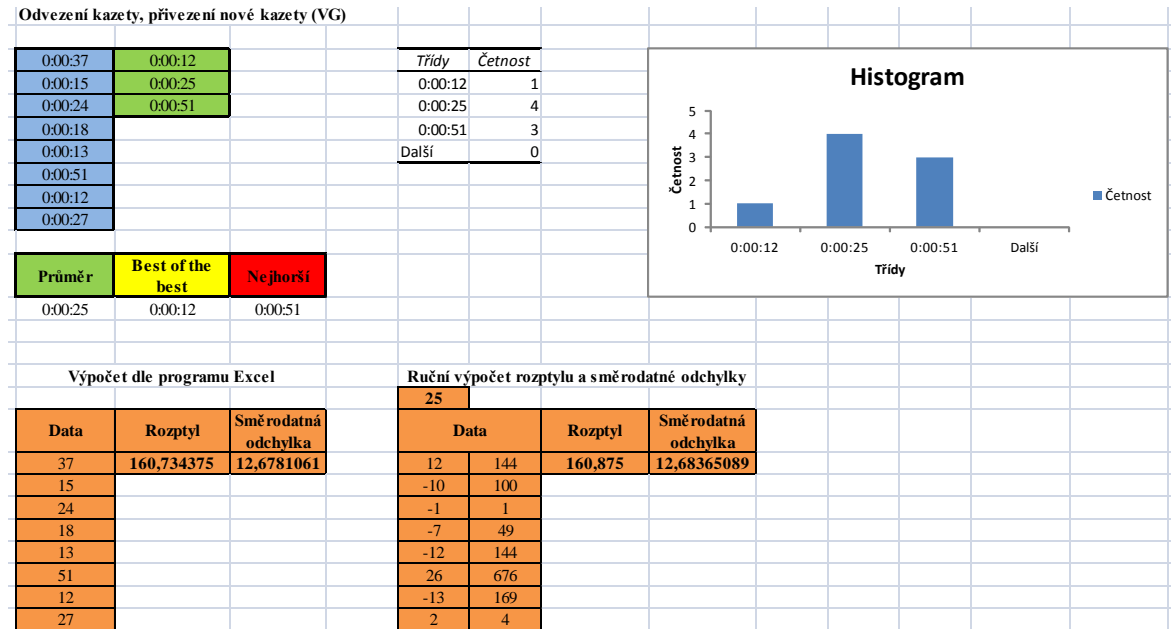 Odvezení kazety, přivezení nové kazety (VG)
0:00:37 0:00:12
0:00:15 0:00:25
0:00:24 0:00:51
0:00:18
0:00:13
0:00:51
0:00:12
0:00:27
Třídy Četnost
0:00:12 1
0:00:25 4
0:00:51 3
Další 0
Histogram
Četnost
5
4
3
2
1
0
0:00:12 0:00:25 0:00:51 Další
Třídy
Četnost
Průměr Best of the best Nejhorší
0:00:25 0:00:12 0:00:51
Výpočet dle programu Excel
Data Rozptyl Směrodatná odchylka
37 160,734375 12,6781061
15
24
18
13
51
12
27
Ruční výpočet rozptylu a směrodatné odchylky
25
Data Rozptyl Směrodatná odchylka
12 144 160,875 12,68365089
-10 100
-1 1
-7 49
-12 144
26 676
-13 169
2 4